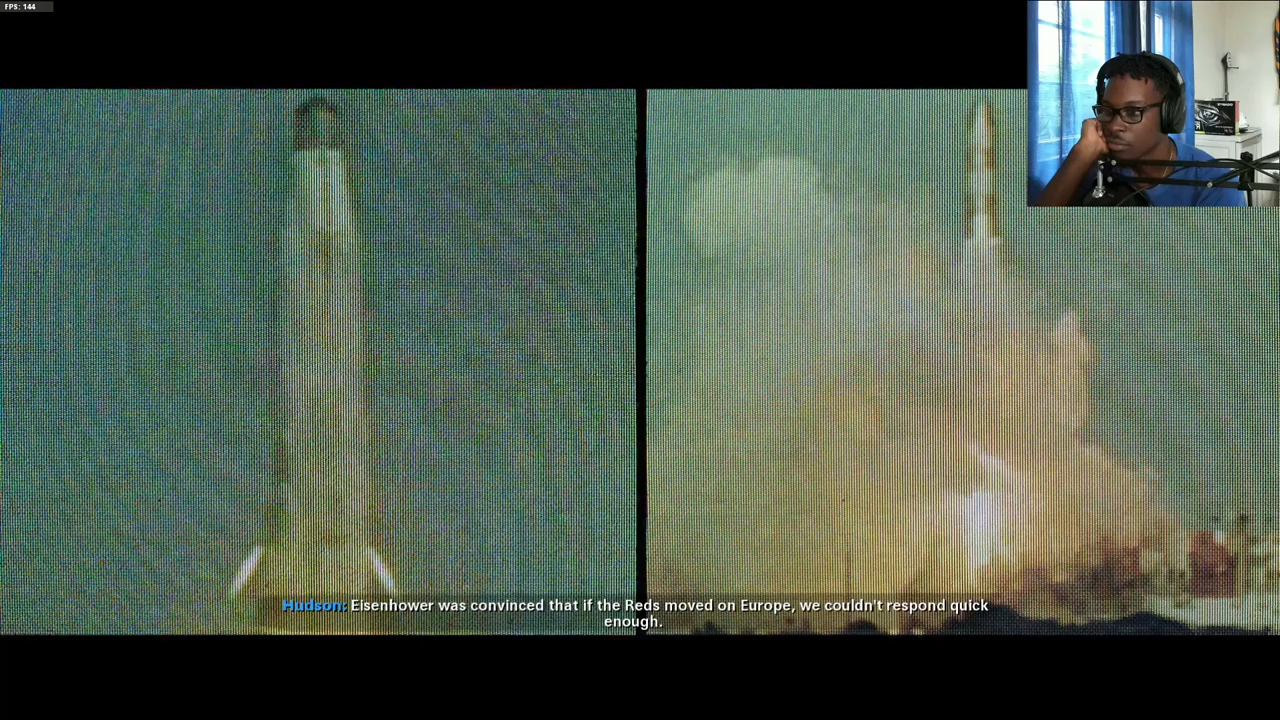 FPS: 144
Hudson: Eisenhower was convinced that if the Reds moved on Europe, we couldn't respond quick
enough.